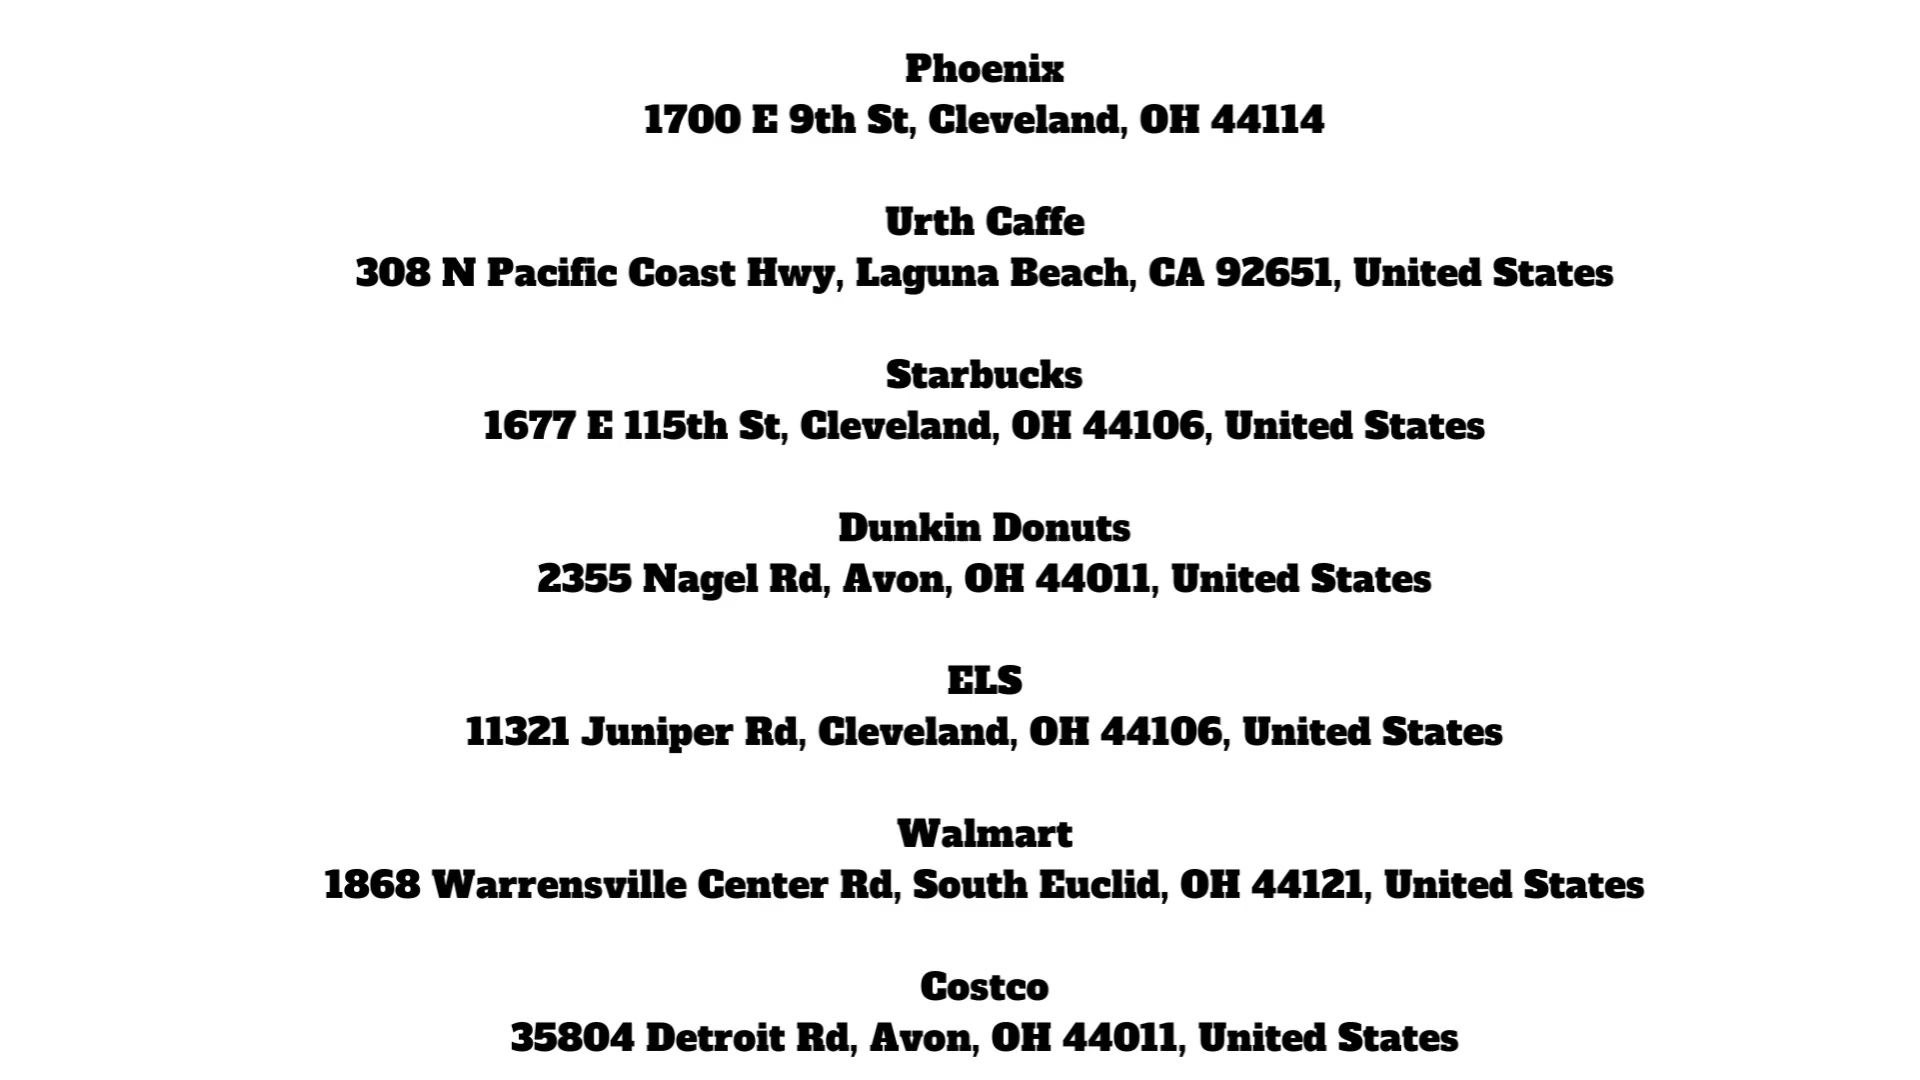 Phoenix
1700 E 9th St, Cleveland, OH 44114
Urth Caffe
308 N Pacific Coast Hwy, Laguna Beach, CA 92651, United States
Starbucks
1677 E 115th St, Cleveland, OH 44106, United States
Dunkin Donuts
2355 Nagel Rd, Avon, OH 44011, United States
ELS
11321 Juniper Rd, Cleveland, OH 44106, United States
Walmart
1868 Warrensville Center Rd, South Euclid, OH 44121, United States
Costco
35804 Detroit Rd, Avon, OH 44011, United States